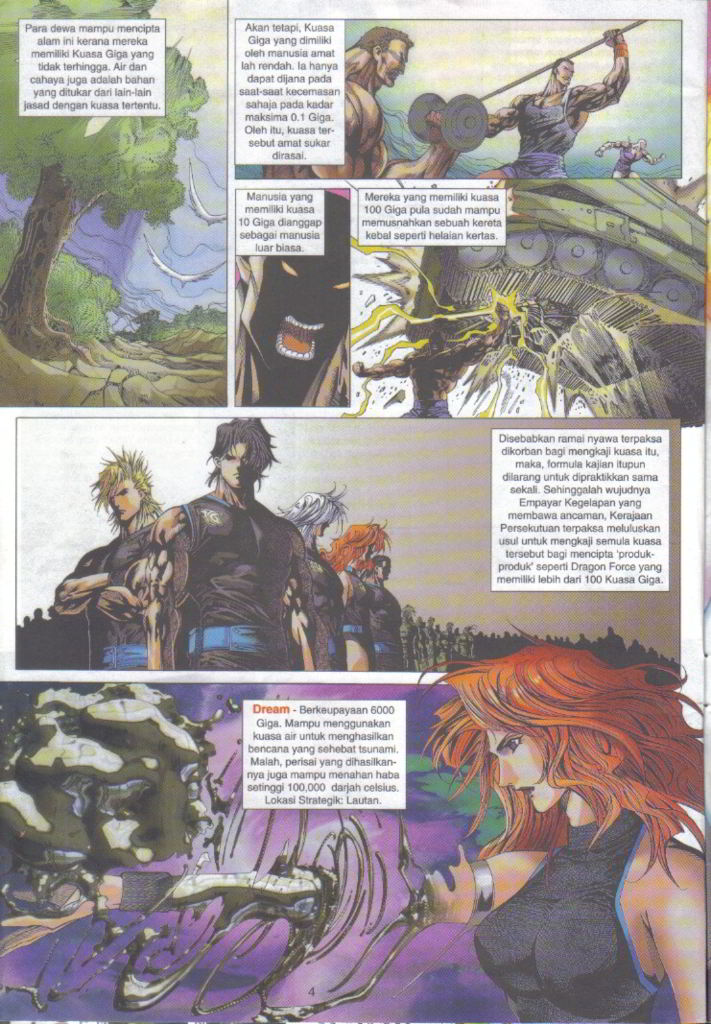 Para dewa mampu mencipta
alam ini kerana mereka
memiliki Kuasa Giga yang
tidak terhingga. Air dan
cahaya juga adalah bahan
yang ditukar dari lain-lain
jasad dengan kuasa tertentu.
Akan tetapi, Kuasa
Giga yang dimiliki
oleh manusia amat
lah rendah. Ia hanya
dapat dijana pada
saat-saat kecemasan
sahaja pada kadar
maksima 0.1 Giga.
Oleh itu, kuasa ter-
sebut amat sukar
dirasai.
Manusia yang
memiliki kuasa
10 Giga dianggap
sebagai manusia
luar biasa.
Mereka yang memiliki kuasa
100 Giga pula sudah mampu
memusnahkan sebuah kereta
kebal seperti helaian kertas.
Disebabkan ramai nyawa terpaksa
dikorban bagi mengkaji kuasa itu,
maka, formula kajian itupun
dilarang untuk dipraktikkan sama
sekali. Sehinggalah wujudnya
Empayar Kegelapan yang
membawa ancaman, Kerajaan
Persekutuan terpaksa meluluskan
usul untuk mengkaji semula kuasa
tersebut bagi mencipta 'produk-
produk' seperti Dragon Force yang
memiliki lebih dari 100 Kuasa Giga.
Dream - Berkeupayaan 6000
Giga. Mampu menggunakan
kuasa air untuk menghasilkan
bencana yang sehebat tsunami.
Malah, perisai yang dihasilkan-
nya juga mampu menahan haba
setinggi 100,000 darjah celsius.
Lokasi Strategik: Lautan.
4